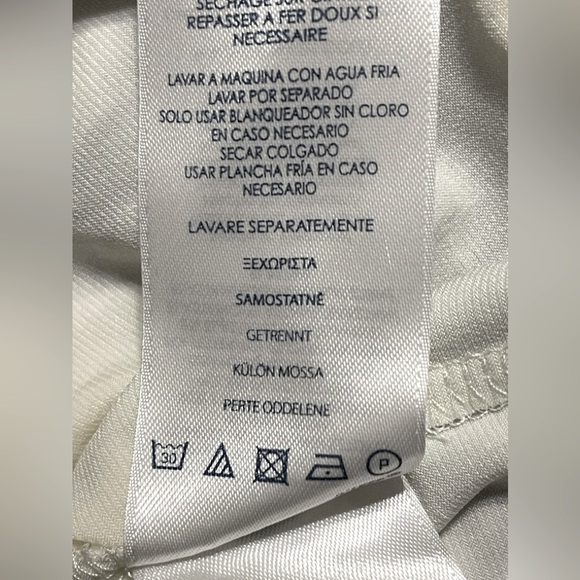 SÉCHAGE SUR
REPASSER A FER DOUX SI
NECESSAIRE
LAVAR A MAQUINA CON AGUA FRIA
LAVAR POR SEPARADO
SOLO USAR BLANQUEADOR SIN CLORO
EN CASO NECESARIO
SECAR COLGADO
USAR PLANCHA FRÍA EN CASO
NECESARIO
LAVARE SEPARATEMENTE
ΞΕΧΩΡΙΣΤΑ
SAMOSTATNĚ
GETRENNT
KÜLÖN MOSSA
PERTE ODDELENE
30
P